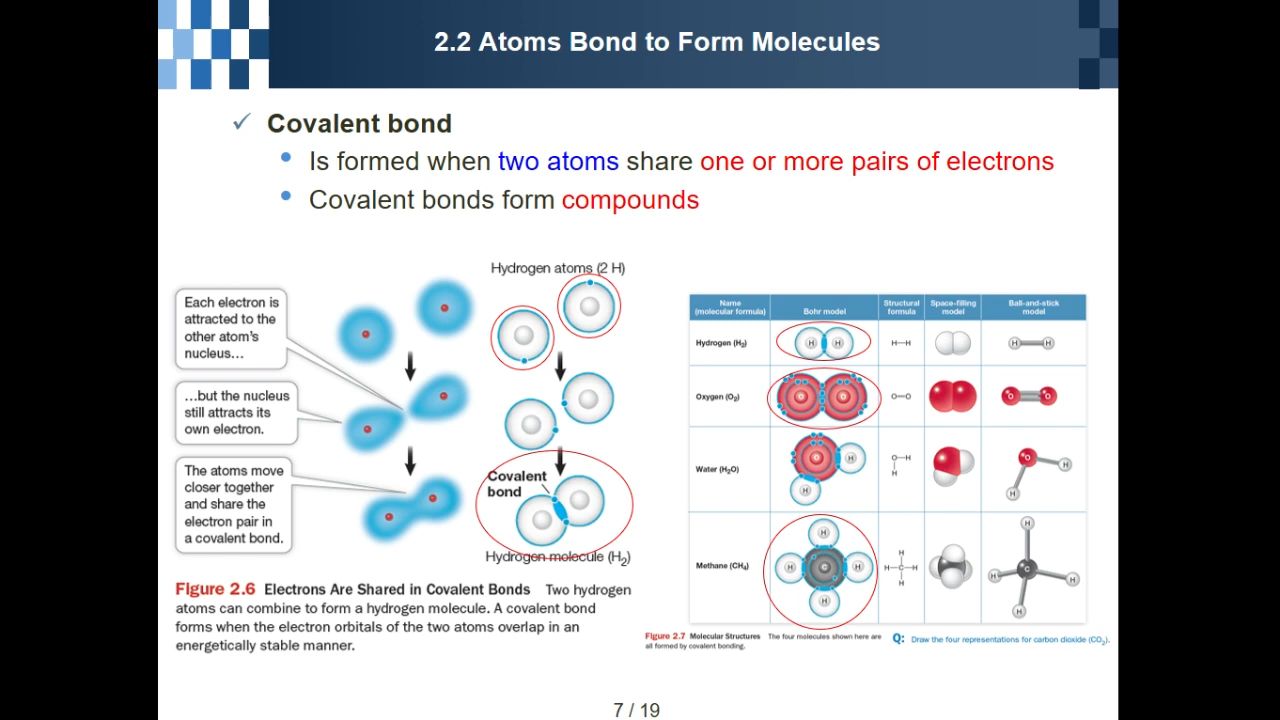 2.2 Atoms Bond to Form Molecules
✓ Covalent bond
• Is formed when two atoms share one or more pairs of electrons
• Covalent bonds form compounds
Each electron is
attracted to the
other atom's
nucleus…
…but the nucleus
still attracts its
own electron.
The atoms move
closer together
and share the
electron pair in
a covalent bond.
Hydrogen atoms (2 H)
Covalent
bond
Hydrogen molecule (H₂)
Figure 2.6 Electrons Are Shared in Covalent Bonds Two hydrogen
atoms can combine to form a hydrogen molecule. A covalent bond
forms when the electron orbitals of the two atoms overlap in an
energetically stable manner.
Name
(molecular formula)
Bohr model
Structural
formula
Space-filling
model
Ball-and-stick
model
Hydrogen (H₂)
H H
H—H
H H
Oxygen (O₂)
O O
O—O
O O
Water (H₂O)
O H
H
O—H
H
O H
H
Methane (CH₄)
H
H C H
H
H
H—C—H
H
H
H C H
H
Figure 2.7 Molecular Structures The four molecules shown here are
all formed by covalent bonding.
Q: Draw the four representations for carbon dioxide (CO₂).
7 / 19